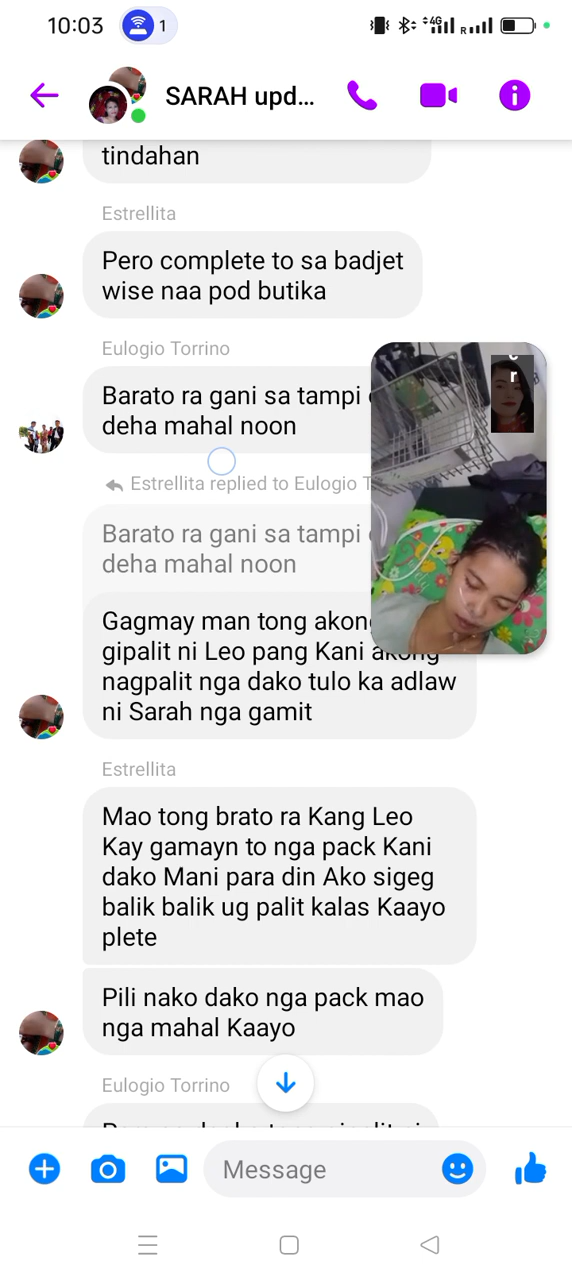 10:03
1
4G
R
SARAH upd...
tindahan
Estrellita
Pero complete to sa badjet
wise naa pod butika
Eulogio Torrino
Barato ra gani sa tampi
deha mahal noon
Estrellita replied to Eulogio T
Barato ra gani sa tampi
deha mahal noon
Gagmay man tong akong
gipalit ni Leo pang Kani akong
nagpalit nga dako tulo ka adlaw
ni Sarah nga gamit
Estrellita
Mao tong brato ra Kang Leo
Kay gamayn to nga pack Kani
dako Mani para din Ako sigeg
balik balik ug palit kalas Kaayo
plete
Pili nako dako nga pack mao
nga mahal Kaayo
Eulogio Torrino
Message